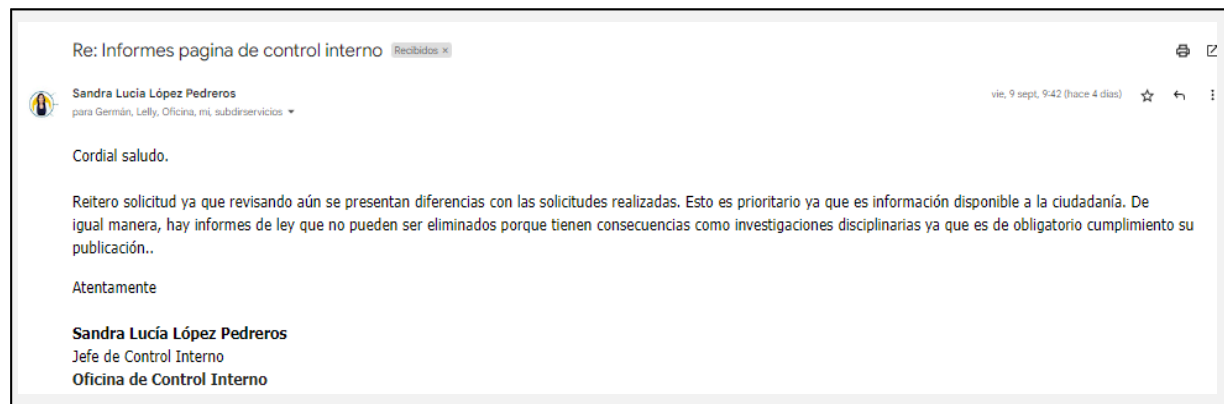 Re: Informes pagina de control interno Recibidos ×
Sandra Lucia López Pedreros
vie, 9 sept, 9:42 (hace 4 días)
para Germán, Lelly, Oficina, mí, subdirservicios
Cordial saludo.
Reitero solicitud ya que revisando aún se presentan diferencias con las solicitudes realizadas. Esto es prioritario ya que es información disponible a la ciudadanía. De
igual manera, hay informes de ley que no pueden ser eliminados porque tienen consecuencias como investigaciones disciplinarias ya que es de obligatorio cumplimiento su
publicación..
Atentamente
Sandra Lucía López Pedreros
Jefe de Control Interno
Oficina de Control Interno